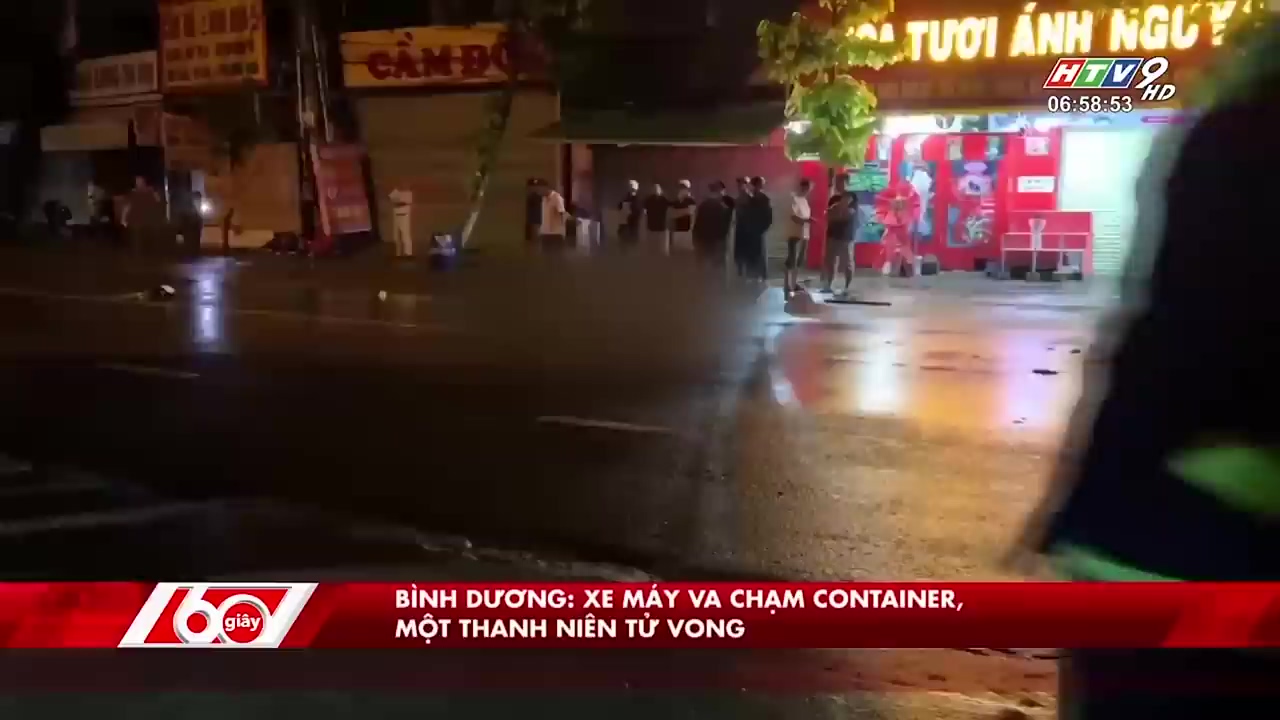 CẦM ĐỒ
TƯƠI ÁNH NGUY
HTV9
HD
06:58:53
60
giây
BÌNH DƯƠNG: XE MÁY VA CHẠM CONTAINER,
MỘT THANH NIÊN TỬ VONG